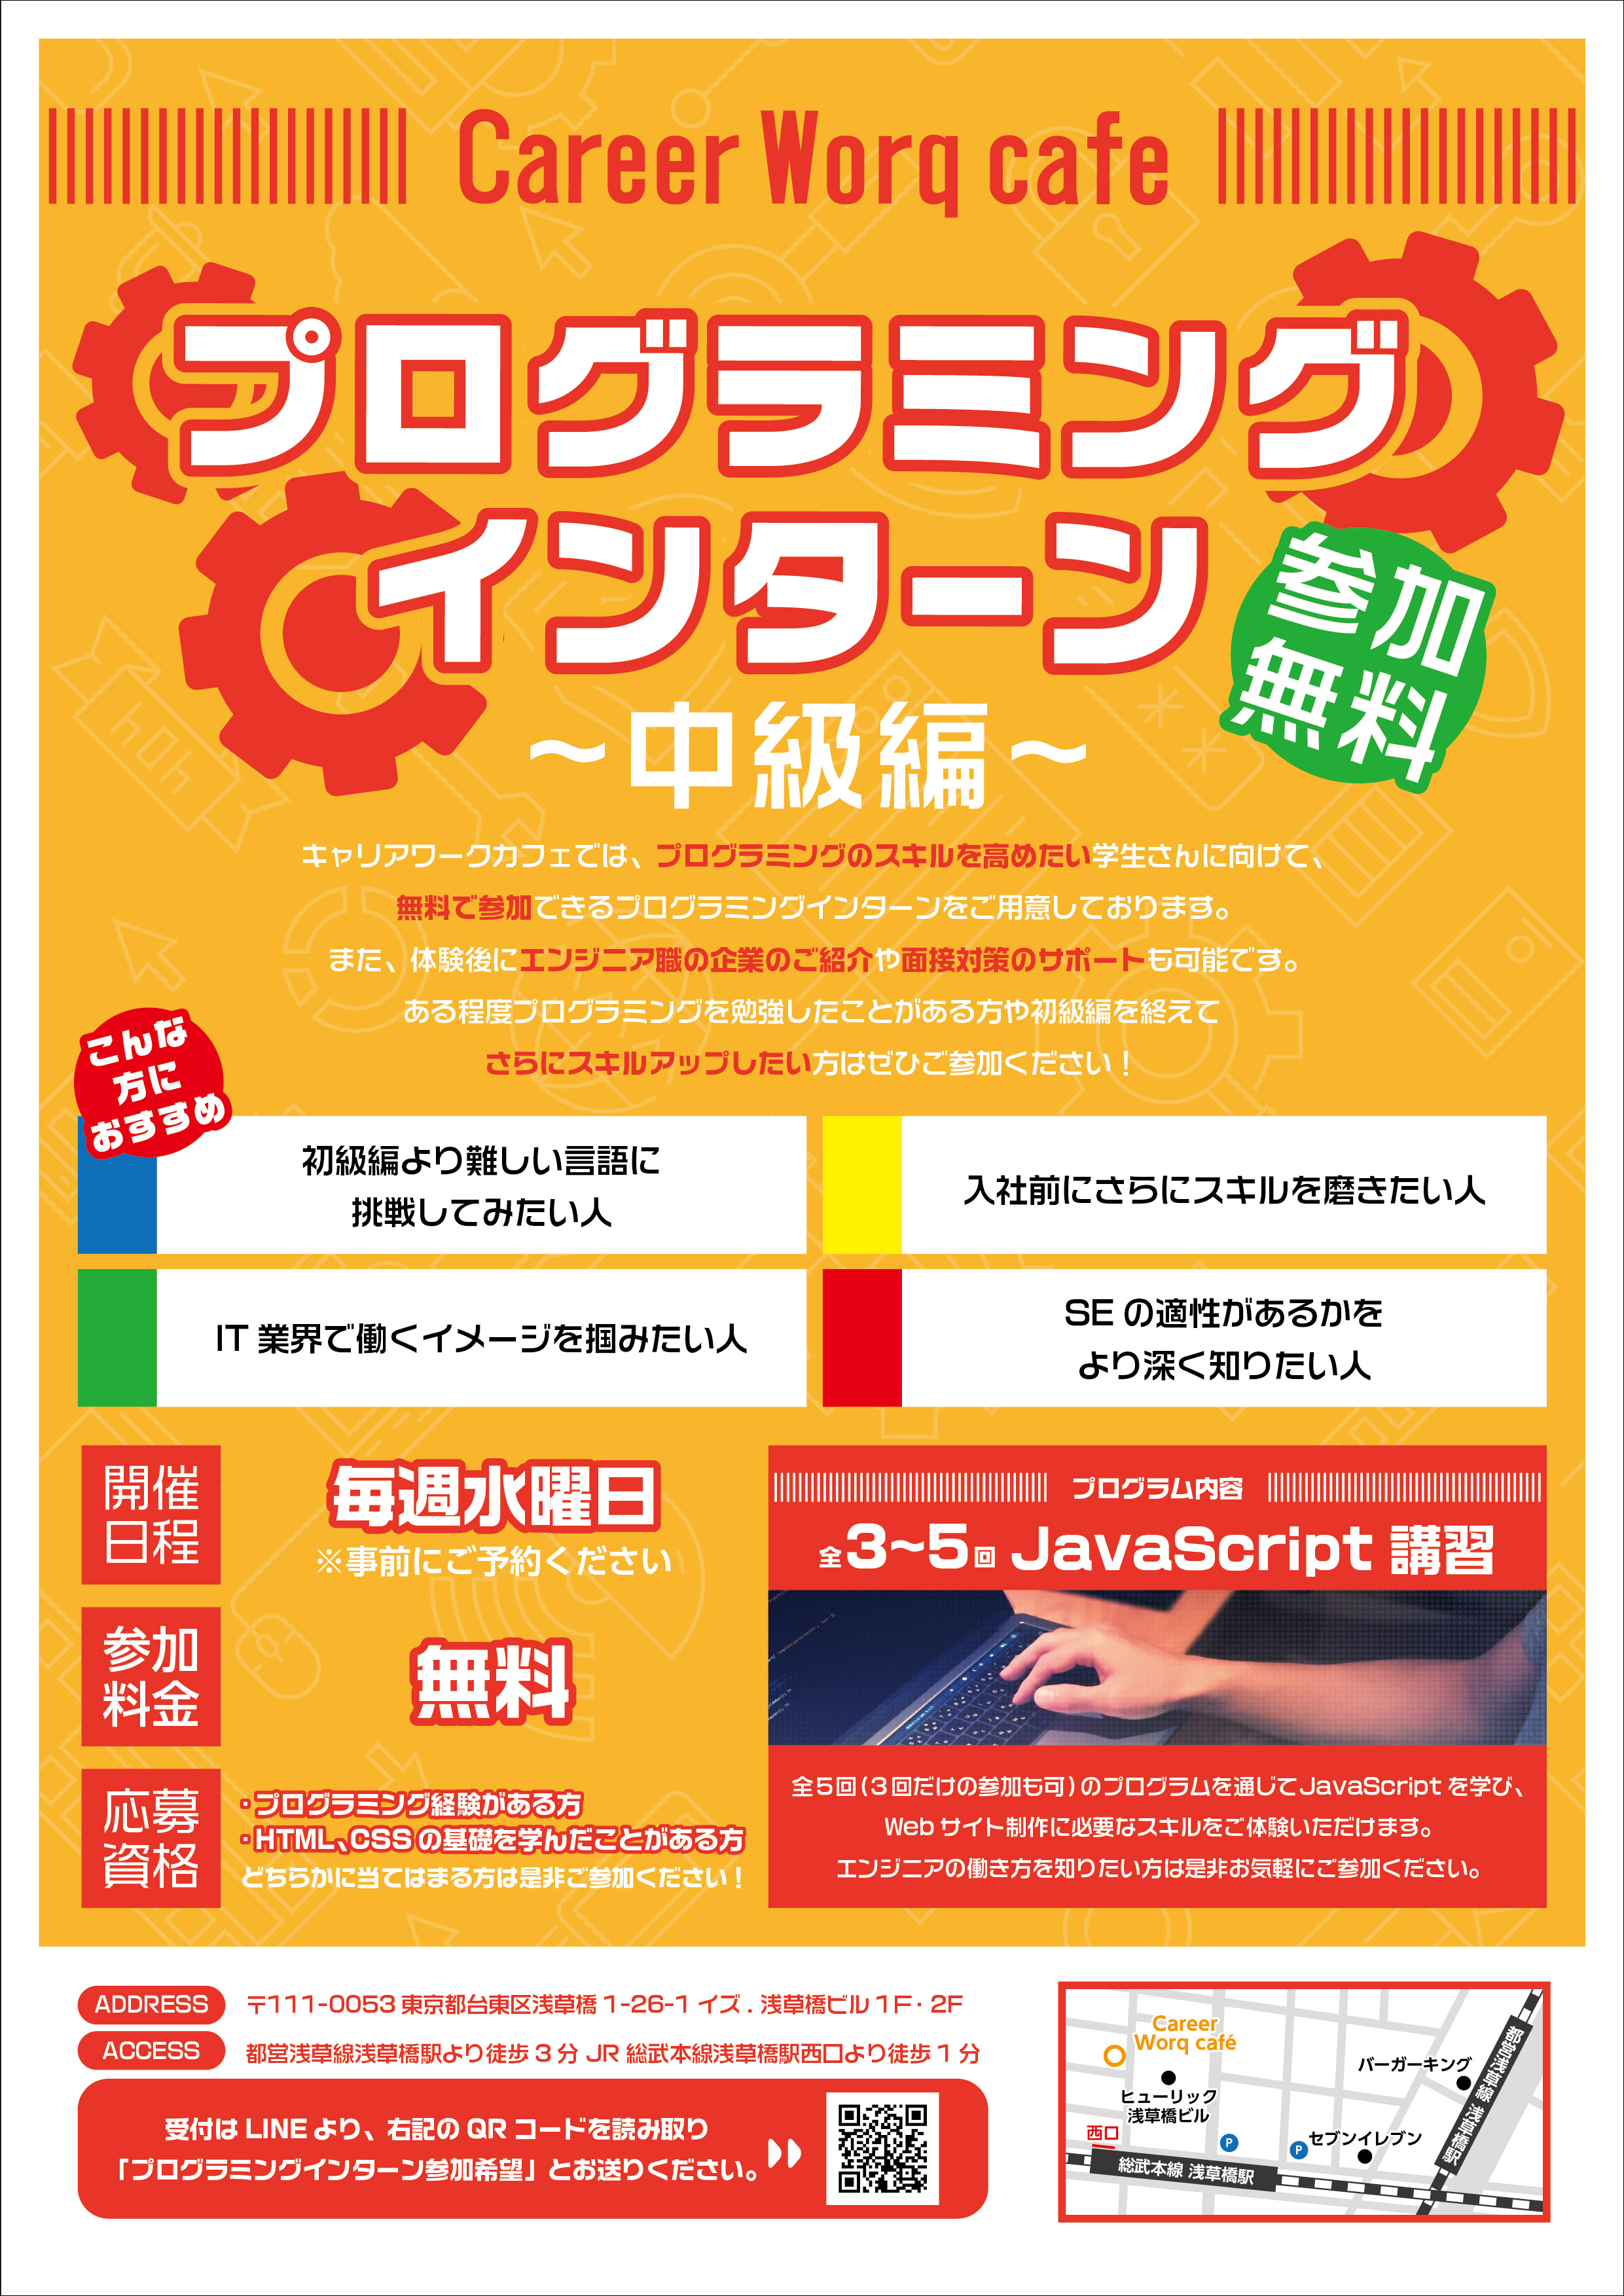 Career Worq cafe
プログラミング
インターン
参加
無料
～中級編～
キャリアワークカフェでは、プログラミングのスキルを高めたい学生さんに向けて、
無料で参加できるプログラミングインターンをご用意しております。
また、体験後にエンジニア職の企業のご紹介や面接対策のサポートも可能です。
ある程度プログラミングを勉強したことがある方や初級編を終えて
さらにスキルアップしたい方はぜひご参加ください！
こんな
方に
おすすめ
初級編より難しい言語に
挑戦してみたい人
入社前にさらにスキルを磨きたい人
IT 業界で働くイメージを掴みたい人
SE の適性があるかを
より深く知りたい人
開催
日程
毎週水曜日
※事前にご予約ください
参加
料金
無料
応募
資格
・プログラミング経験がある方
・HTML、CSS の基礎を学んだことがある方
どちらかに当てはまる方は是非ご参加ください！
プログラム内容
全3~5回 JavaScript 講習
全５回(３回だけの参加も可)のプログラムを通じてJavaScript を学び、
Web サイト制作に必要なスキルをご体験いただけます。
エンジニアの働き方を知りたい方は是非お気軽にご参加ください。
ADDRESS 〒111-0053 東京都台東区浅草橋 1-26-1 イズ . 浅草橋ビル 1F・2F
ACCESS 都営浅草線浅草橋駅より徒歩 3 分 JR 総武本線浅草橋駅西口より徒歩 1 分
受付は LINE より、右記の QR コードを読み取り
「プログラミングインターン参加希望」とお送りください。
Career
Worq café
ヒューリック
浅草橋ビル
バーガーキング
都営浅草線 浅草橋駅
西口
P
P
セブンイレブン
総武本線 浅草橋駅